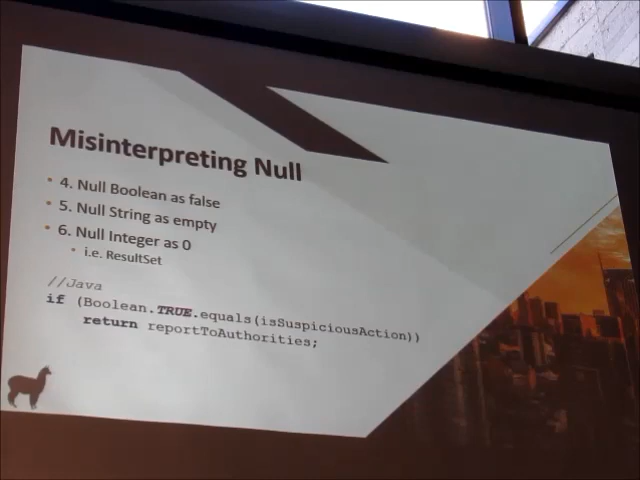 Misinterpreting Null
• 4. Null Boolean as false
• 5. Null String as empty
• 6. Null Integer as 0
• i.e. ResultSet
//Java
if (Boolean.TRUE.equals(isSuspiciousAction))
return reportToAuthorities;